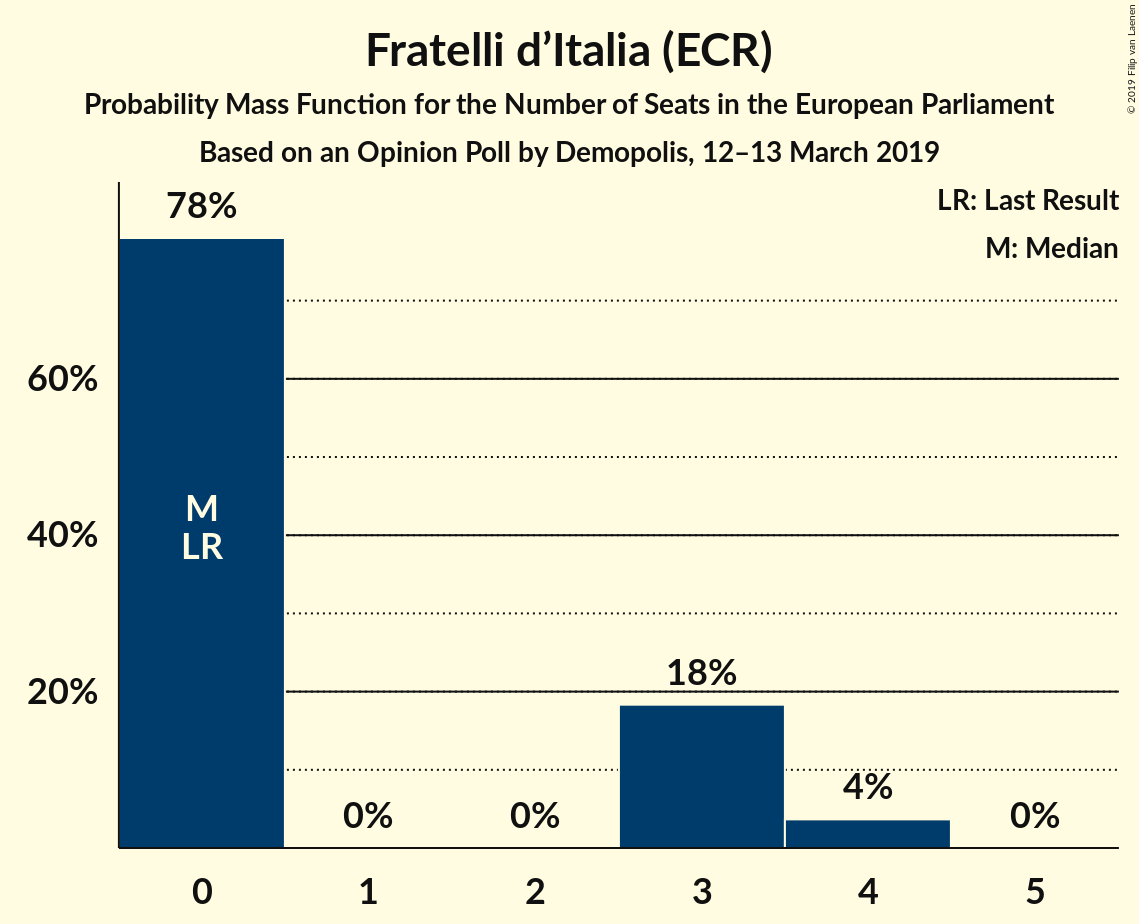 Fratelli d’Italia (ECR)
Probability Mass Function for the Number of Seats in the European Parliament
Based on an Opinion Poll by Demopolis, 12–13 March 2019
© 2019 Filip van Laenen
LR: Last Result
M: Median
78%
60%
40%
20%
M
LR
0%
0%
18%
4%
0%
0 1 2 3 4 5